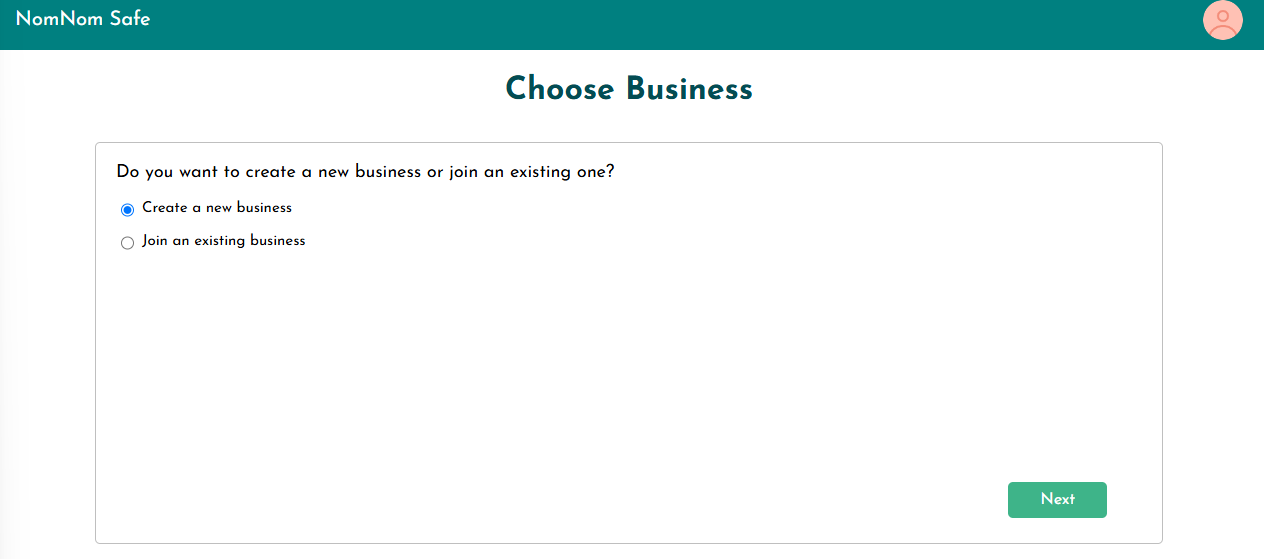 NomNom Safe
Choose Business
Do you want to create a new business or join an existing one?
Create a new business
Join an existing business
Next